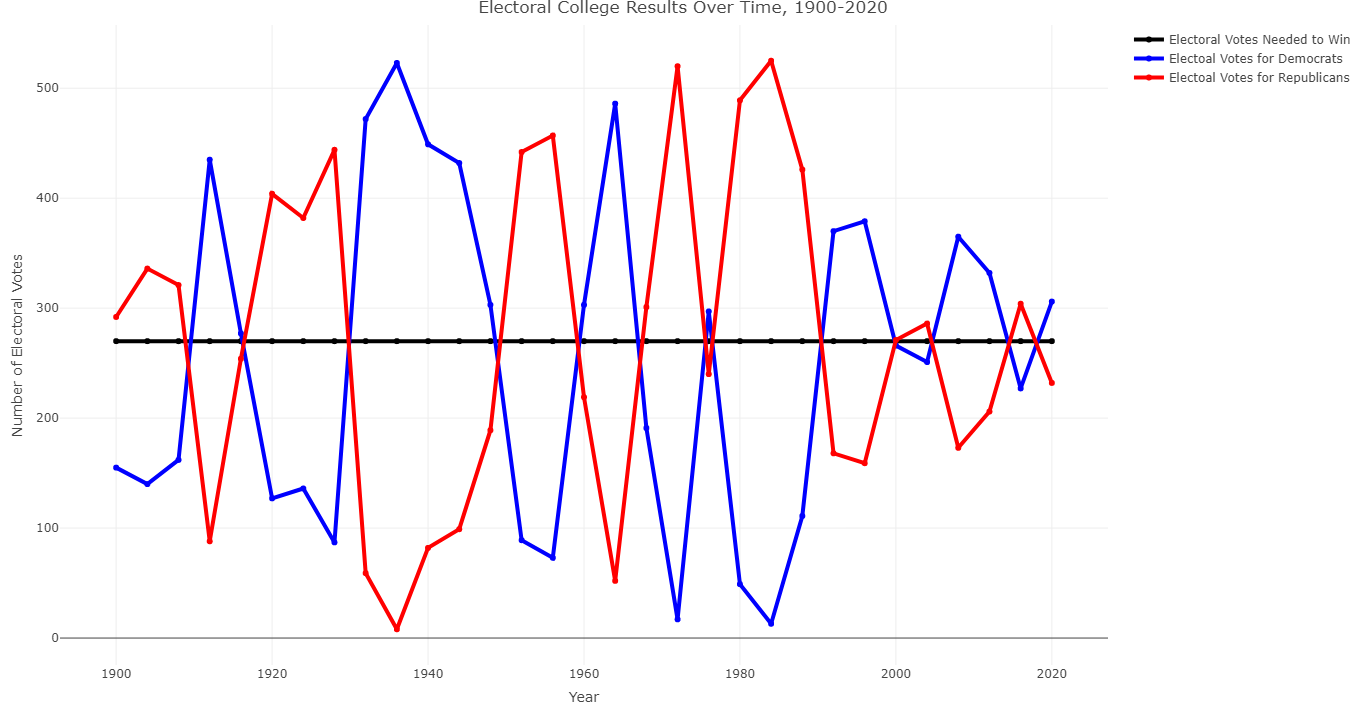 Electoral College Results Over Time, 1900-2020
Electoral Votes Needed to Win
Electoal Votes for Democrats
Electoal Votes for Republicans
Number of Electoral Votes
500
400
300
200
100
0
1900
1920
1940
1960
1980
2000
2020
Year